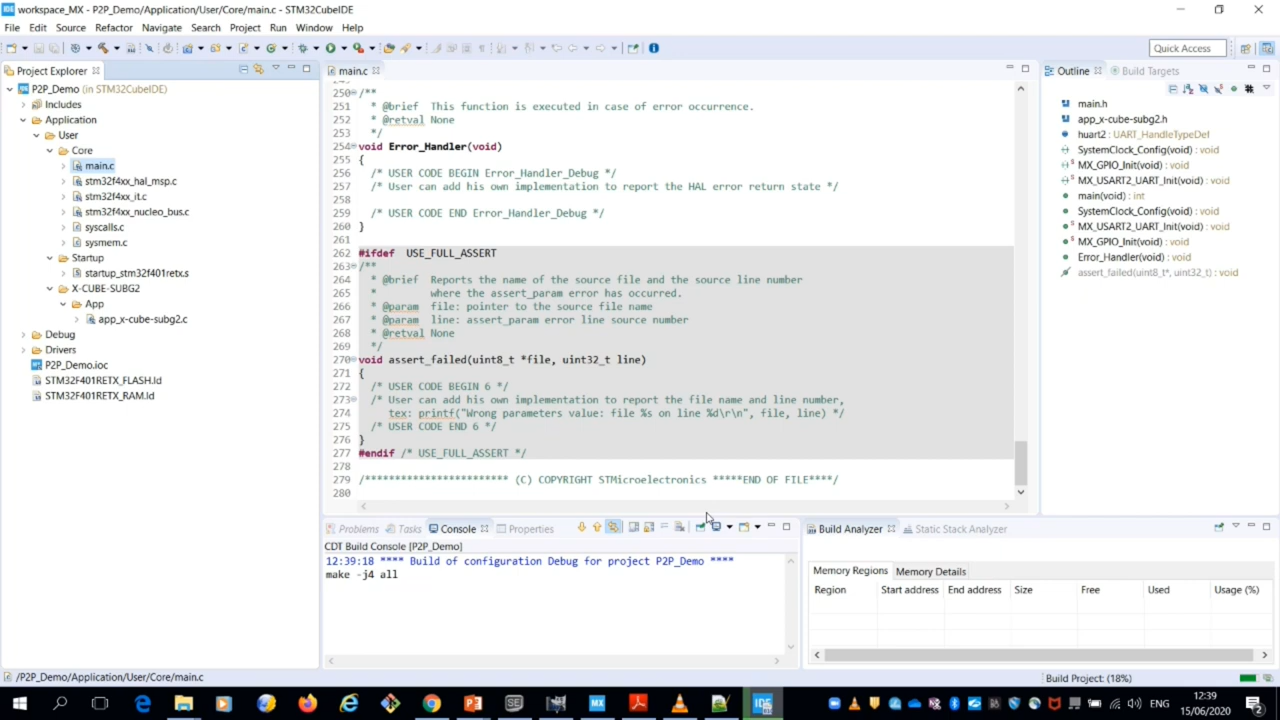 workspace_MX - P2P_Demo/Application/User/Core/main.c - STM32CubeIDE
File Edit Source Refactor Navigate Search Project Run Window Help
Quick Access
Project Explorer
P2P_Demo (in STM32CubeIDE)
Includes
Application
User
Core
main.c
stm32f4xx_hal_msp.c
stm32f4xx_it.c
stm32f4xx_nucleo_bus.c
syscalls.c
sysmem.c
Startup
startup_stm32f401retx.s
X-CUBE-SUBG2
App
app_x-cube-subg2.c
Debug
Drivers
P2P_Demo.ioc
STM32F401RETX_FLASH.ld
STM32F401RETX_RAM.ld
main.c
250 /**
251 * @brief This function is executed in case of error occurrence.
252 * @retval None
253 */
254 void Error_Handler(void)
255 {
256 /* USER CODE BEGIN Error_Handler_Debug */
257 /* User can add his own implementation to report the HAL error return state */
258
259 /* USER CODE END Error_Handler_Debug */
260 }
261
262 #ifdef USE_FULL_ASSERT
263 /**
264 * @brief Reports the name of the source file and the source line number
265 * where the assert_param error has occurred.
266 * @param file: pointer to the source file name
267 * @param line: assert_param error line source number
268 * @retval None
269 */
270 void assert_failed(uint8_t *file, uint32_t line)
271 {
272 /* USER CODE BEGIN 6 */
273 /* User can add his own implementation to report the file name and line number,
274 tex: printf("Wrong parameters value: file %s on line %d\r\n", file, line) */
275 /* USER CODE END 6 */
276 }
277 #endif /* USE_FULL_ASSERT */
278
279 /************************ (C) COPYRIGHT STMicroelectronics *****END OF FILE****/
280
Outline Build Targets
main.h
app_x-cube-subg2.h
huart2 : UART_HandleTypeDef
SystemClock_Config(void) : void
MX_GPIO_Init(void) : void
MX_USART2_UART_Init(void) : void
main(void) : int
SystemClock_Config(void) : void
MX_USART2_UART_Init(void) : void
MX_GPIO_Init(void) : void
Error_Handler(void) : void
assert_failed(uint8_t*, uint32_t) : void
Problems Tasks Console Properties
CDT Build Console [P2P_Demo]
12:39:18 **** Build of configuration Debug for project P2P_Demo ****
make -j4 all
Build Analyzer Static Stack Analyzer
Memory Regions Memory Details
Region Start address End address Size Free Used Usage (%)
/P2P_Demo/Application/User/Core/main.c
Build Project: (18%)
ENG
12:39
15/06/2020